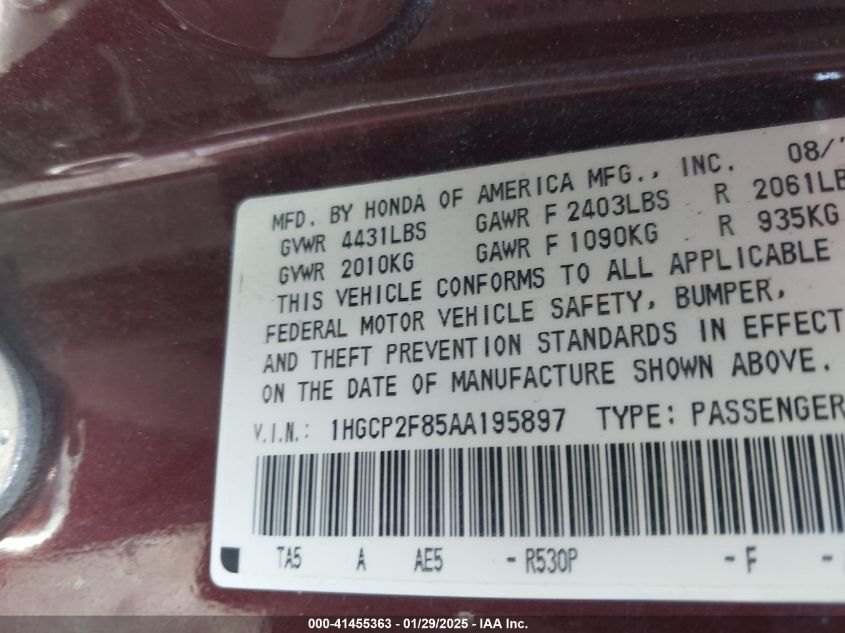 MFD. BY HONDA OF AMERICA MFG., INC. 08/
GVWR 4431LBS GAWR F 2403LBS R 2061LB
GVWR 2010KG GAWR F 1090KG R 935KG
THIS VEHICLE CONFORMS TO ALL APPLICABLE
FEDERAL MOTOR VEHICLE SAFETY, BUMPER,
AND THEFT PREVENTION STANDARDS IN EFFECT
ON THE DATE OF MANUFACTURE SHOWN ABOVE.
V.I.N.: 1HGCP2F85AA195897 TYPE: PASSENGER
TA5 A AE5 - R530P - F -
000-41455363 - 01/29/2025 - IAA Inc.